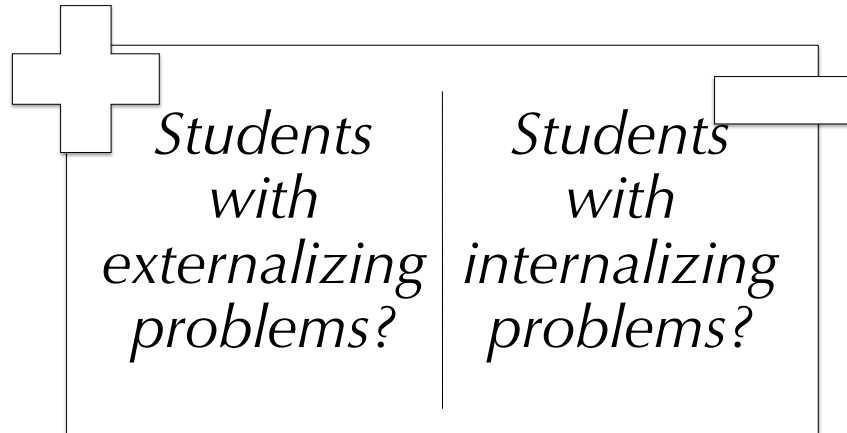 Students
with
externalizing
problems?
Students
with
internalizing
problems?